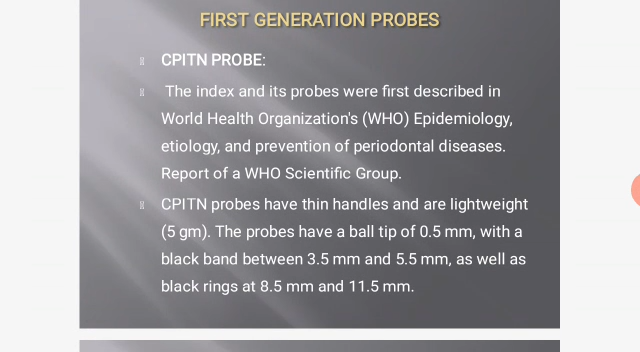 FIRST GENERATION PROBES
CPITN PROBE:
The index and its probes were first described in
World Health Organization's (WHO) Epidemiology,
etiology, and prevention of periodontal diseases.
Report of a WHO Scientific Group.
CPITN probes have thin handles and are lightweight
(5 gm). The probes have a ball tip of 0.5 mm, with a
black band between 3.5 mm and 5.5 mm, as well as
black rings at 8.5 mm and 11.5 mm.